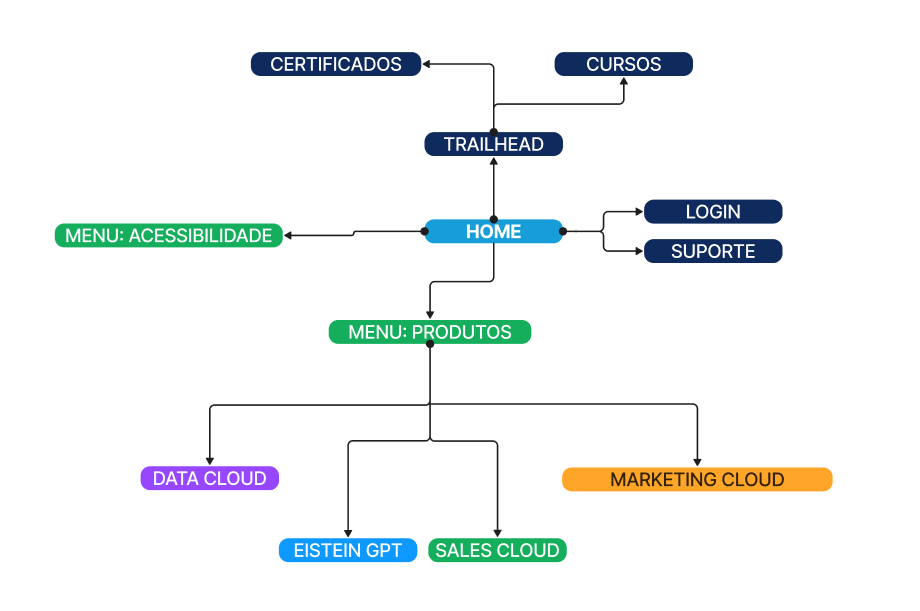 CERTIFICADOS
CURSOS
TRAILHEAD
LOGIN
MENU: ACESSIBILIDADE
HOME
SUPORTE
MENU: PRODUTOS
DATA CLOUD
MARKETING CLOUD
EISTEIN GPT
SALES CLOUD